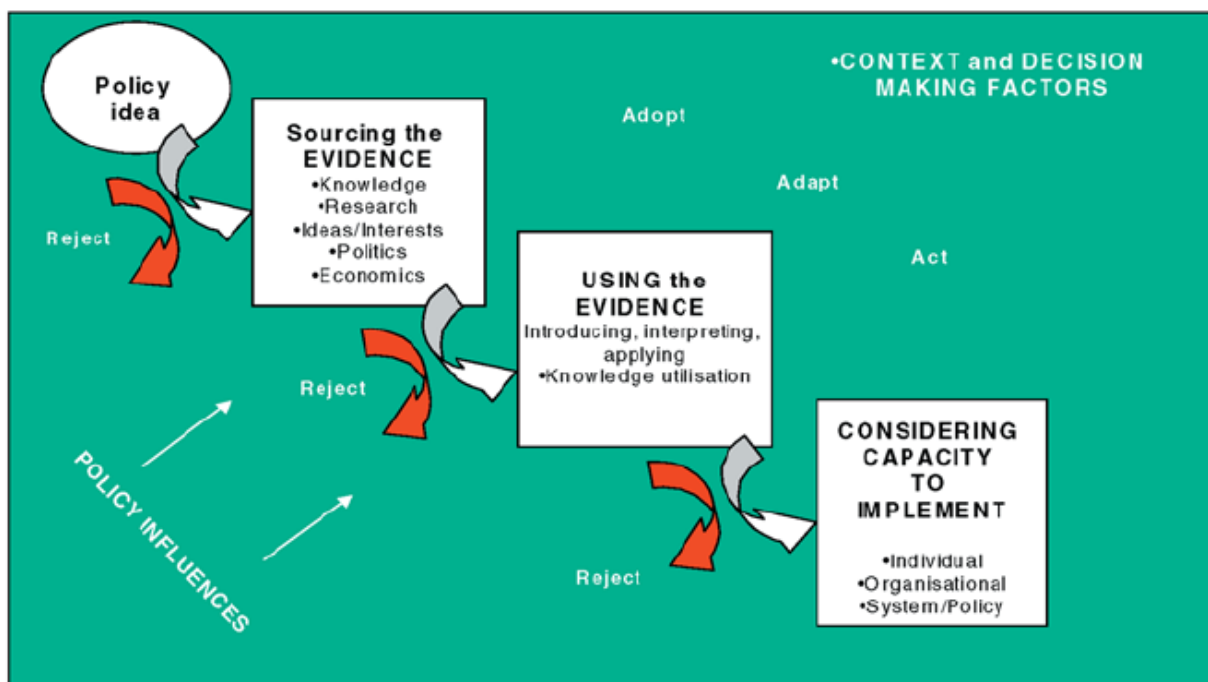 Policy
idea
Reject
Sourcing the
EVIDENCE
•Knowledge
•Research
•Ideas/Interests
•Politics
•Economics
•CONTEXT and DECISION
MAKING FACTORS
Adopt
Adapt
Act
Reject
USING the
EVIDENCE
Introducing, interpreting,
applying
•Knowledge utilisation
POLICY INFLUENCES
Reject
CONSIDERING
CAPACITY
TO
IMPLEMENT
•Individual
•Organisational
•System/Policy